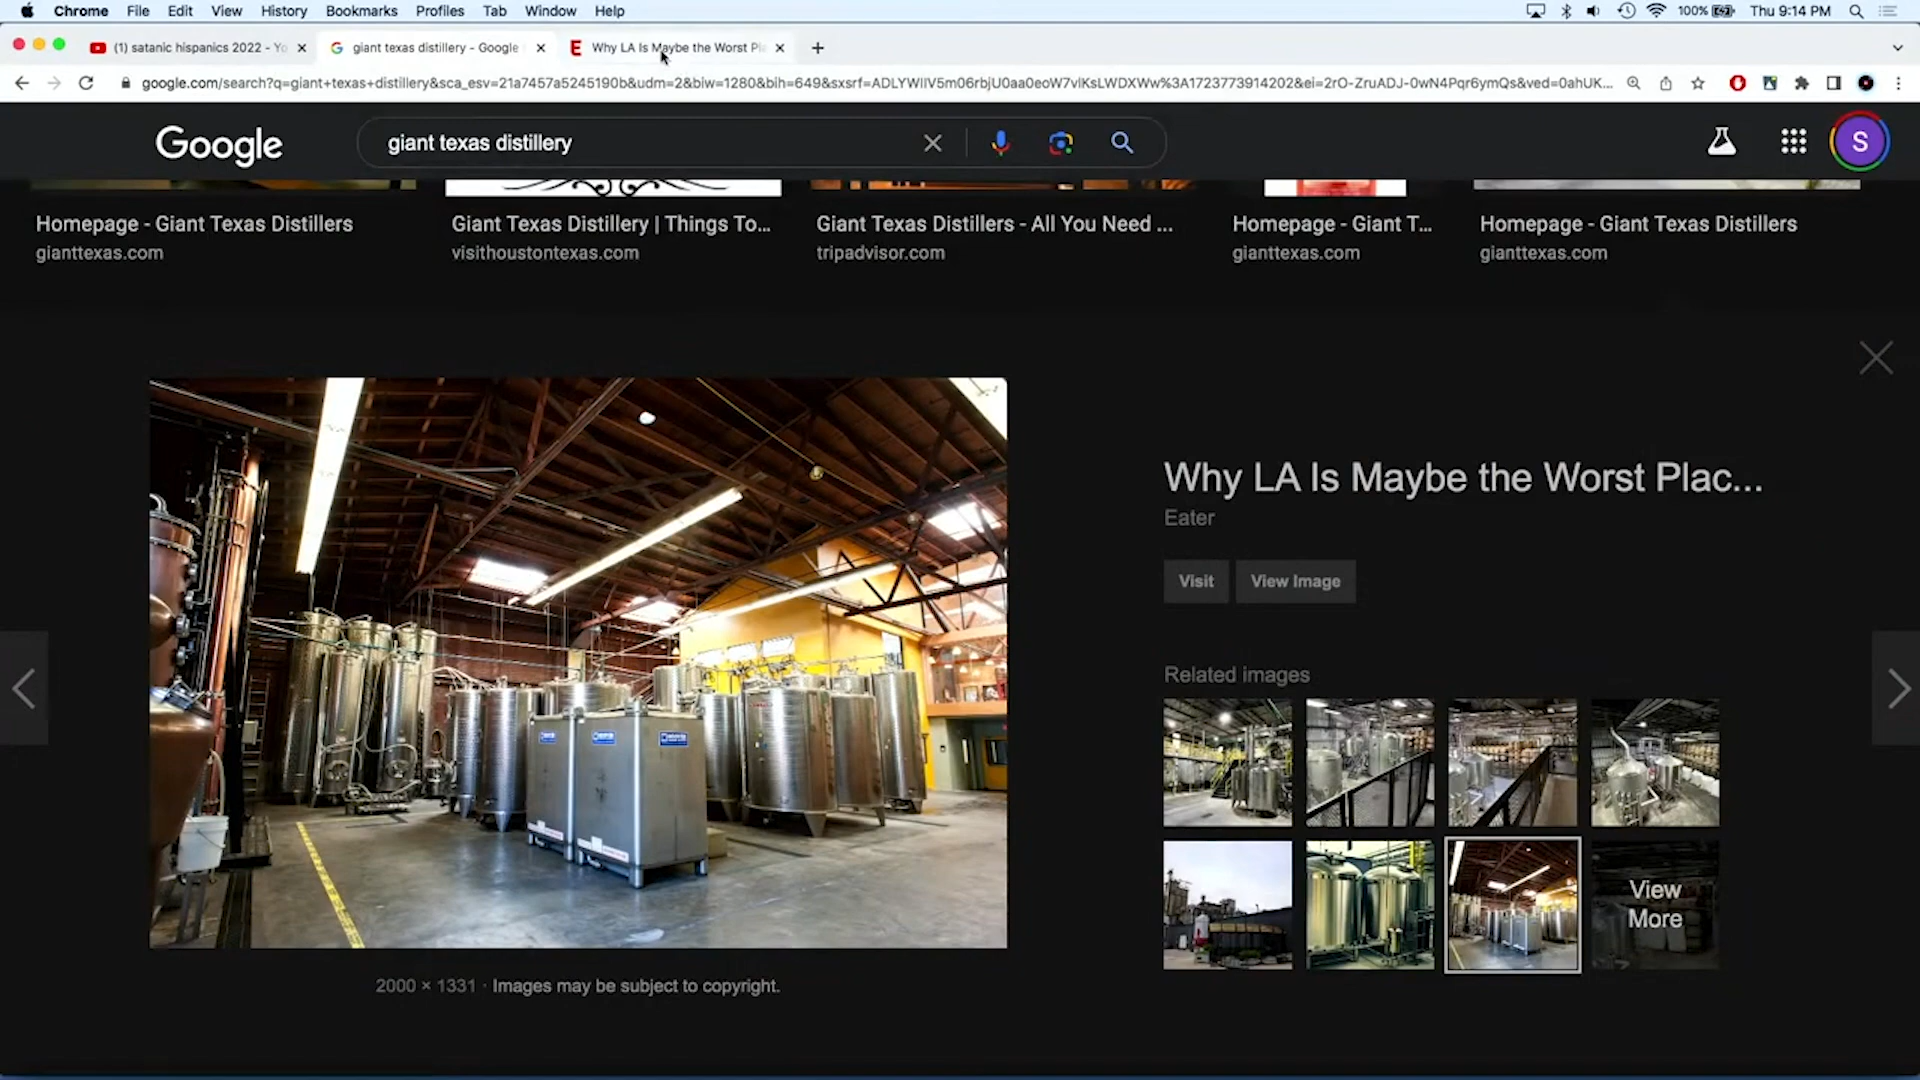 Chrome File Edit View History Bookmarks Profiles Tab Window Help 100% Thu 9:14 PM
(1) satanic hispanics 2022 - Yo
giant texas distillery - Google
Why LA Is Maybe the Worst Pl
google.com/search?q=giant+texas+distillery&sca_esv=21a7457a5245190b&udm=2&biw=1280&bih=649&sxsrf=ADLYWIIV5m06rbjU0aa0eoW7vlKsLWDXWw%3A1723773914202&ei=2rO-ZruADJ-0wN4Pqr6ymQs&ved=0ahUK...
Google
giant texas distillery
S
Homepage - Giant Texas Distillers
gianttexas.com
Giant Texas Distillery | Things To...
visithoustontexas.com
Giant Texas Distillers - All You Need ...
tripadvisor.com
Homepage - Giant T...
gianttexas.com
Homepage - Giant Texas Distillers
gianttexas.com
Why LA Is Maybe the Worst Plac...
Eater
Visit
View Image
Related images
View
More
2000 × 1331 · Images may be subject to copyright.